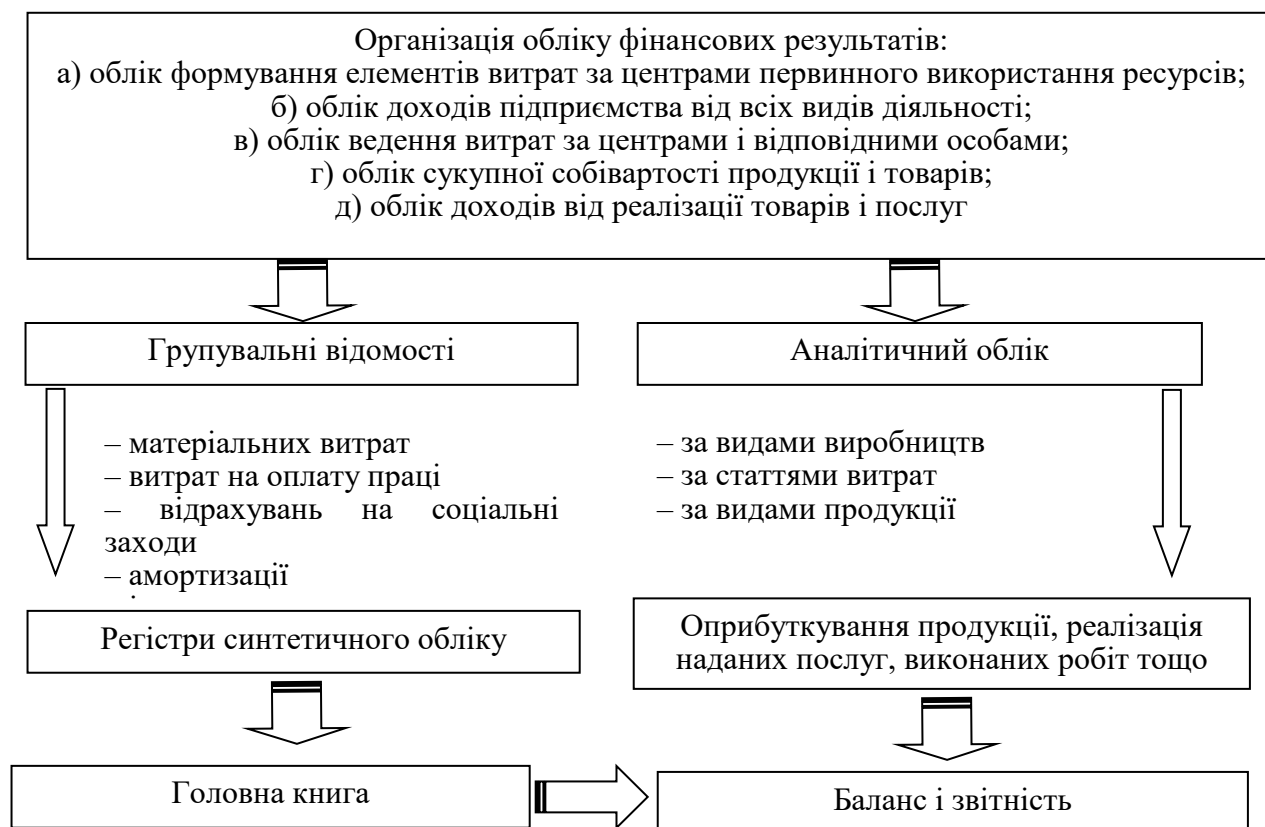 Організація обліку фінансових результатів:
а) облік формування елементів витрат за центрами первинного використання ресурсів;
б) облік доходів підприємства від всіх видів діяльності;
в) облік ведення витрат за центрами і відповідними особами;
г) облік сукупної собівартості продукції і товарів;
д) облік доходів від реалізації товарів і послуг
Групувальні відомості
Аналітичний облік
– матеріальних витрат
– витрат на оплату праці
– відрахувань на соціальні
заходи
– амортизації
– за видами виробництв
– за статтями витрат
– за видами продукції
Регістри синтетичного обліку
Оприбуткування продукції, реалізація
наданих послуг, виконаних робіт тощо
Головна книга
Баланс і звітність